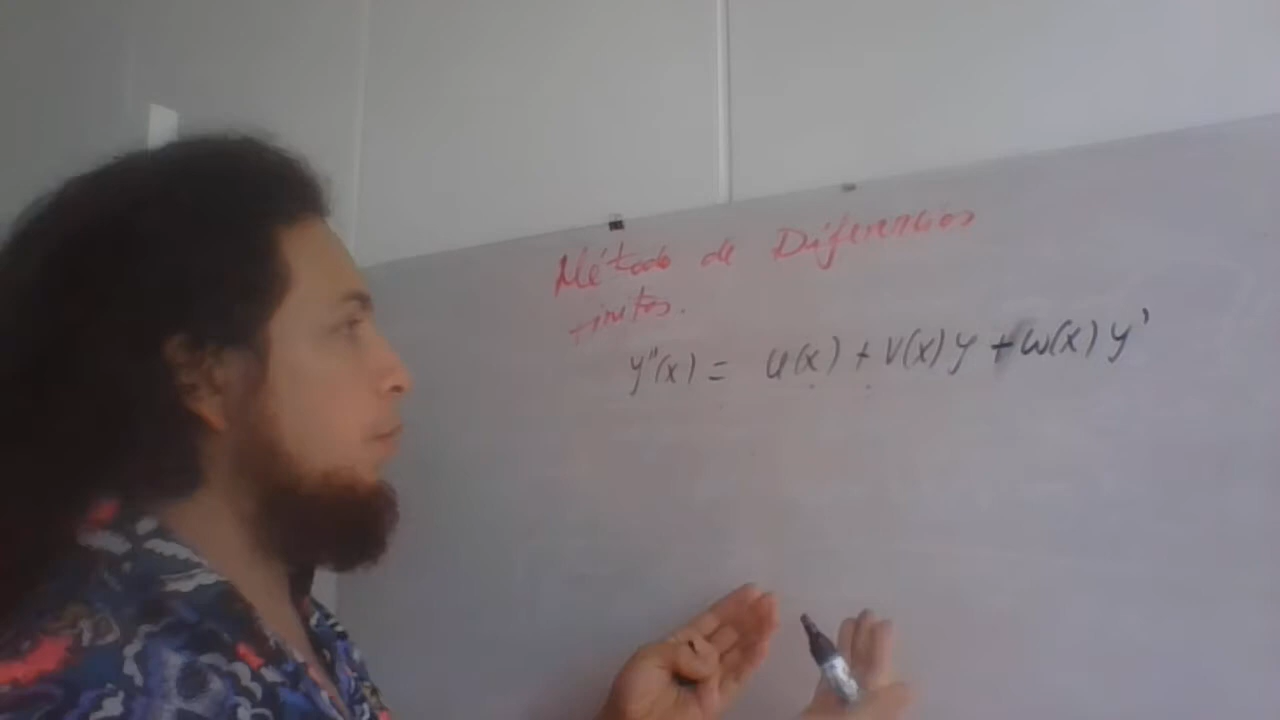 Método de Diferencias
finitas.
y''(x) = u(x) + v(x) y + w(x) y'